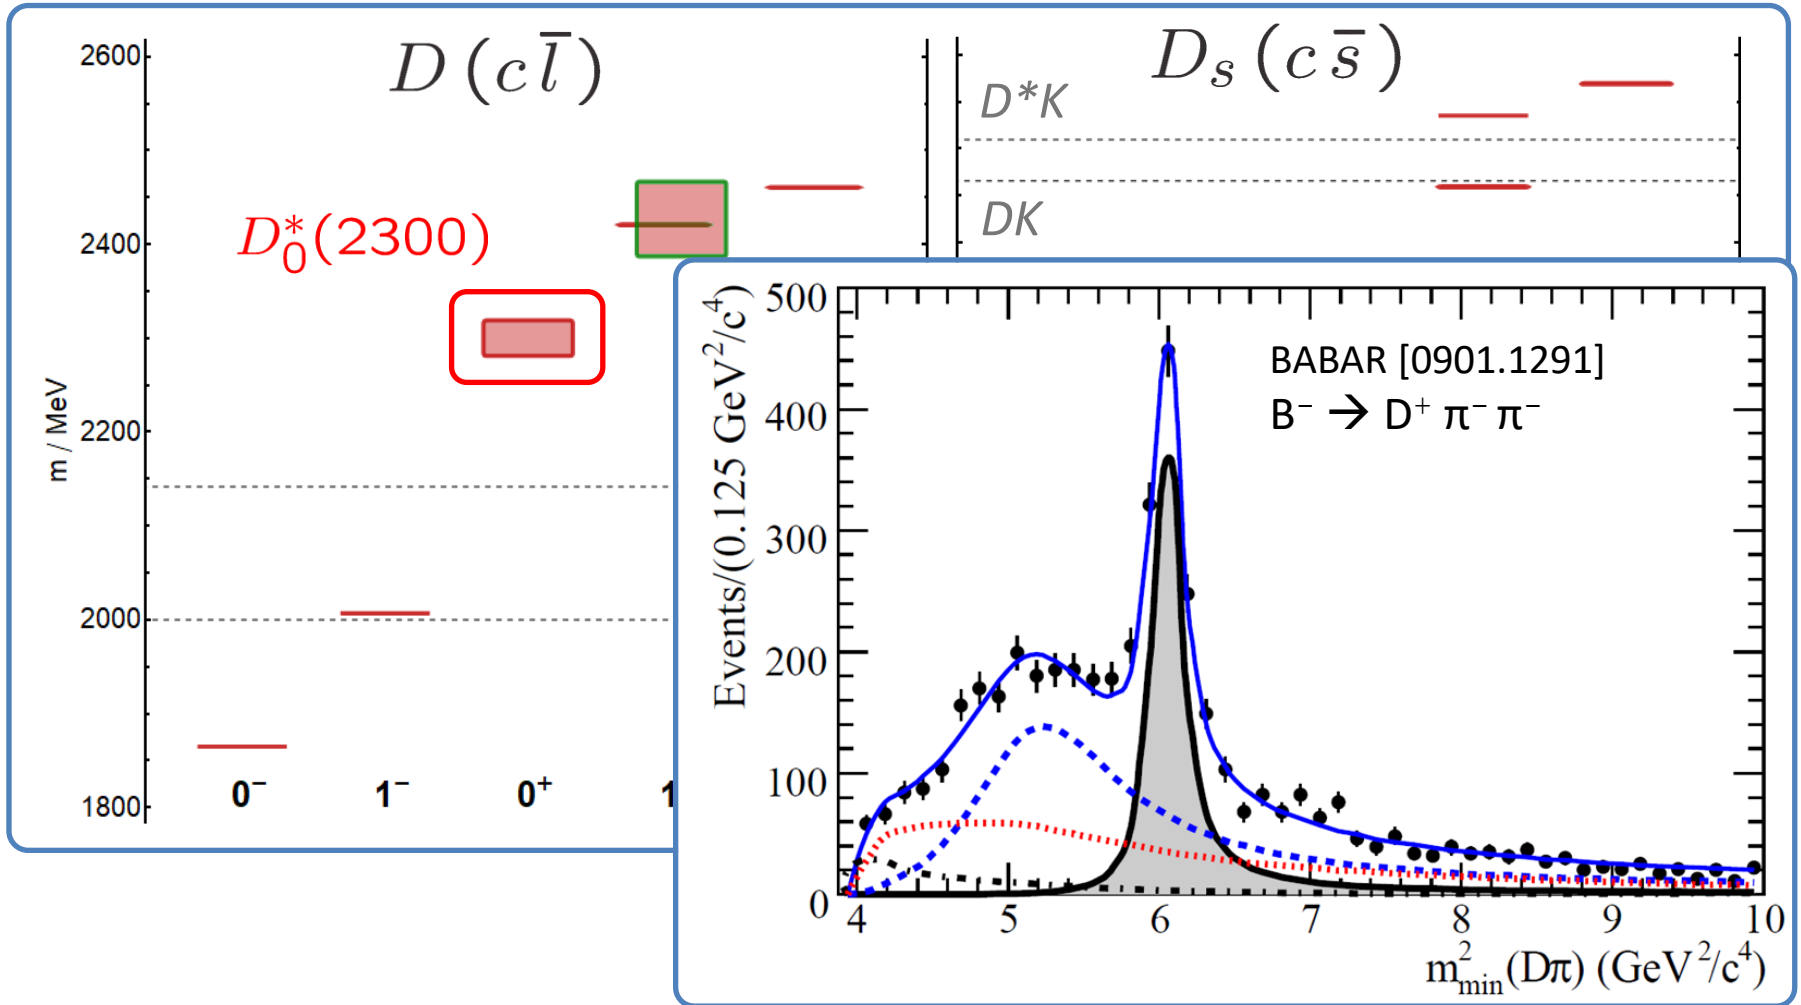 D (c l̅)
D_s (c s̅)
2600
2400
2200
2000
1800
m / MeV
D*K
DK
D*_0(2300)
0⁻
1⁻
0⁺
1
BABAR [0901.1291]
B⁻ → D⁺ π⁻ π⁻
Events/(0.125 GeV²/c⁴)
500
400
300
200
100
0
4 5 6 7 8 9 10
m²_min(Dπ) (GeV²/c⁴)